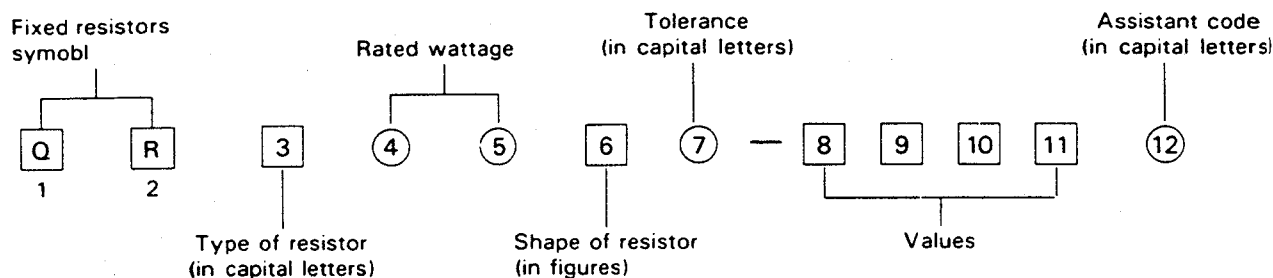 Fixed resistors
symobl
Rated wattage
Tolerance
(in capital letters)
Assistant code
(in capital letters)
Q R 3 4 5 6 7 — 8 9 10 11 12
1 2
Type of resistor
(in capital letters)
Shape of resistor
(in figures)
Values